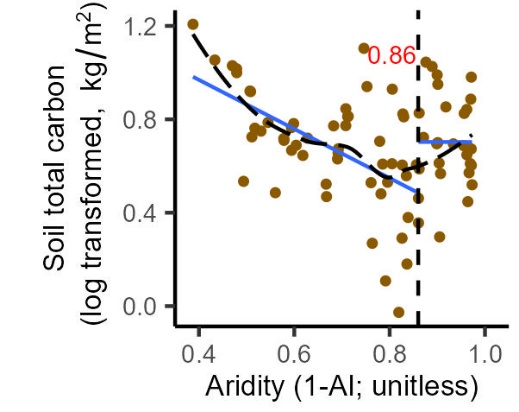 Soil total carbon
(log transformed, kg/m²)
1.2
0.8
0.4
0.0
0.86
0.4 0.6 0.8 1.0
Aridity (1-AI; unitless)